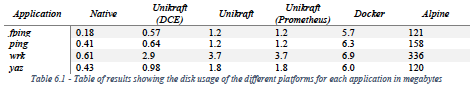 Application Native Unikraft (DCE) Unikraft Unikraft (Prometheus) Docker Alpine
fping 0.18 0.57 1.2 1.2 5.7 121
ping 0.41 0.64 1.2 1.2 6.3 158
wrk 0.61 2.9 3.7 3.7 6.9 336
yaz 0.43 0.98 1.8 1.8 6.0 120
Table 6.1 - Table of results showing the disk usage of the different platforms for each application in megabytes